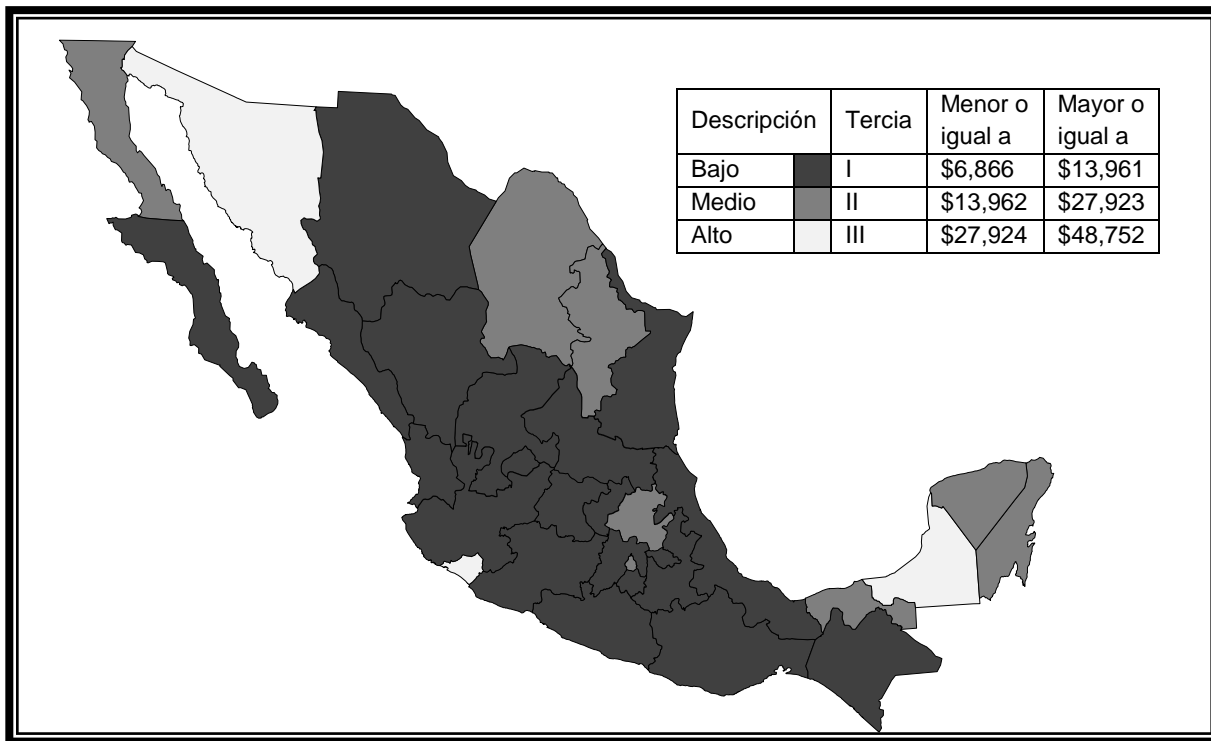 Descripción Tercia Menor o igual a Mayor o igual a
Bajo I $6,866 $13,961
Medio II $13,962 $27,923
Alto III $27,924 $48,752